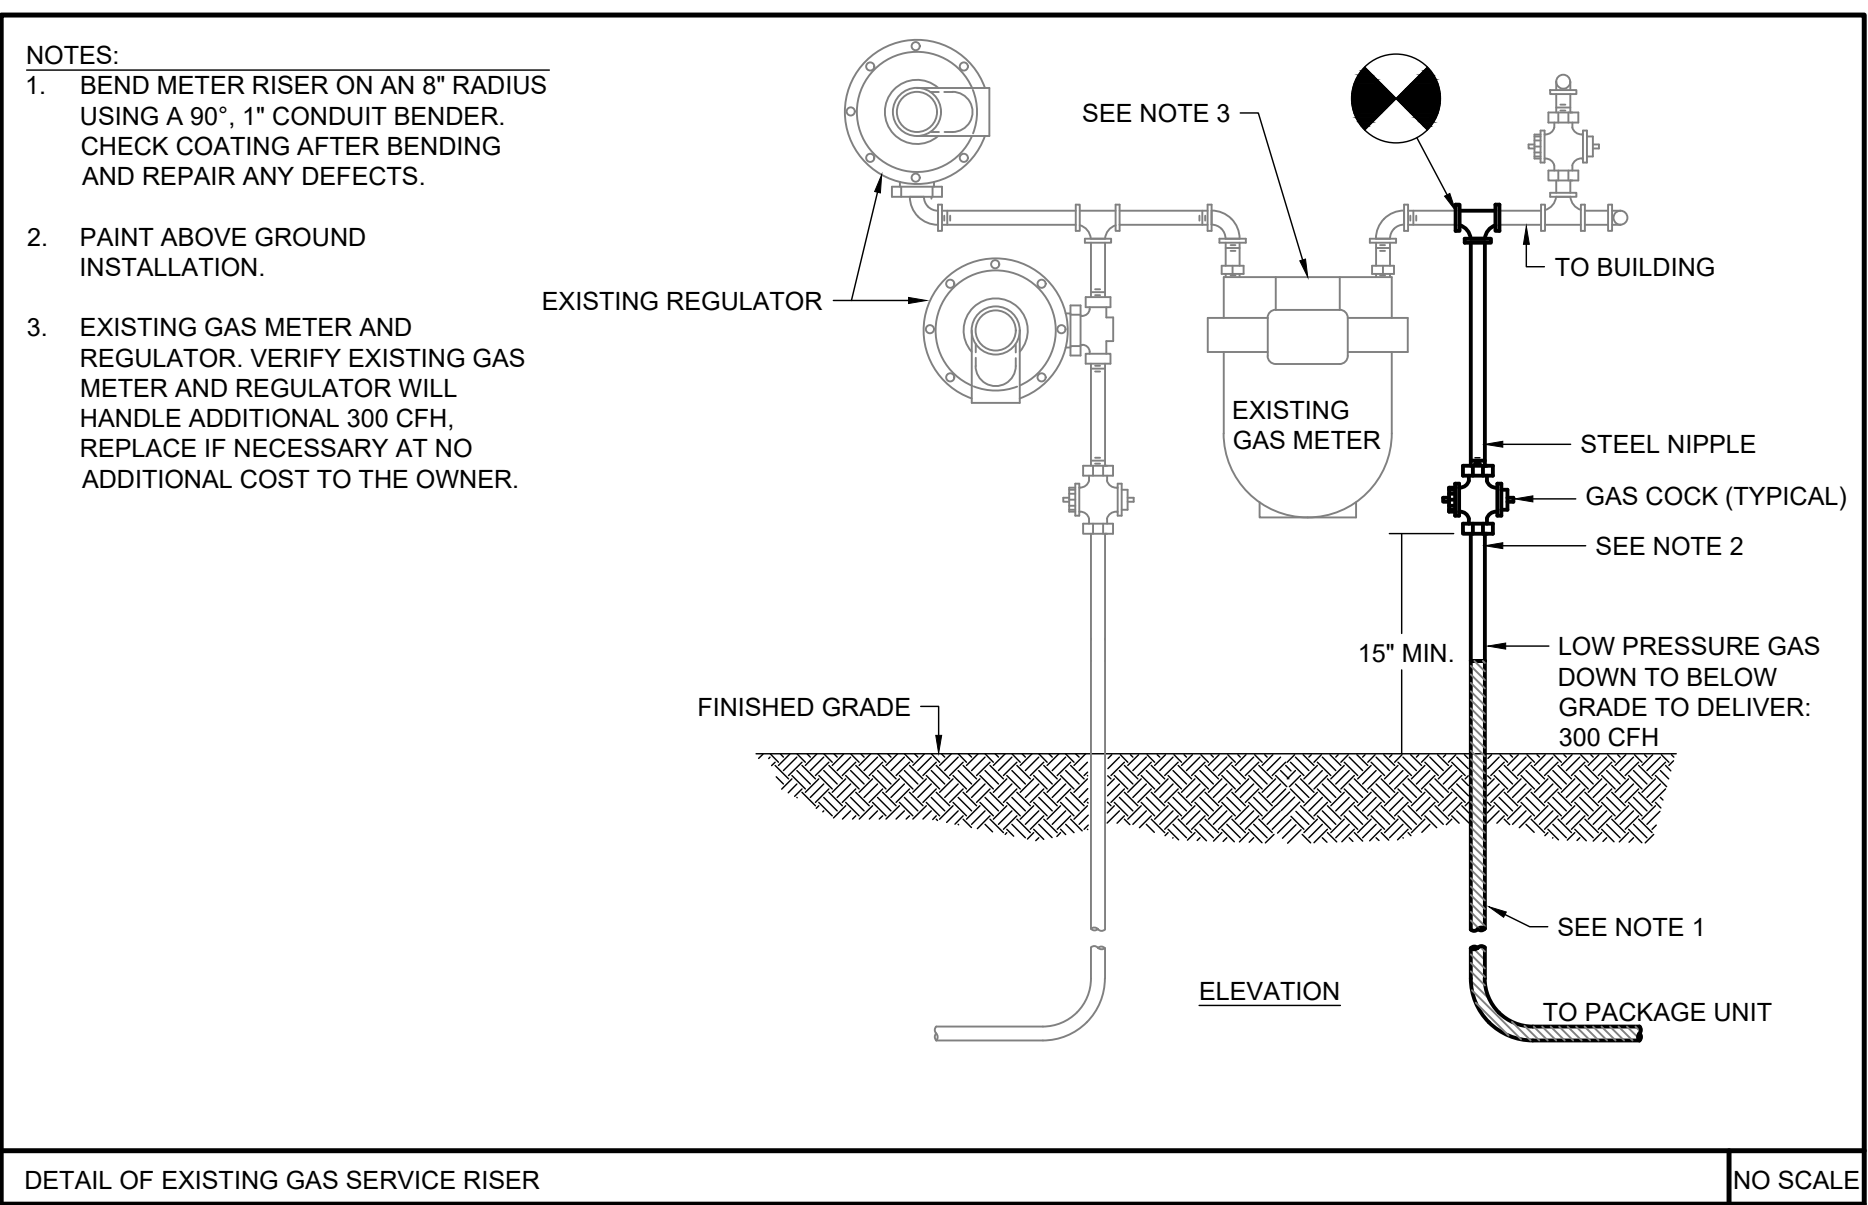 NOTES:
1. BEND METER RISER ON AN 8" RADIUS
USING A 90°, 1" CONDUIT BENDER.
CHECK COATING AFTER BENDING
AND REPAIR ANY DEFECTS.
2. PAINT ABOVE GROUND
INSTALLATION.
3. EXISTING GAS METER AND
REGULATOR. VERIFY EXISTING GAS
METER AND REGULATOR WILL
HANDLE ADDITIONAL 300 CFH,
REPLACE IF NECESSARY AT NO
ADDITIONAL COST TO THE OWNER.
SEE NOTE 3
TO BUILDING
EXISTING REGULATOR
EXISTING
GAS METER
STEEL NIPPLE
GAS COCK (TYPICAL)
SEE NOTE 2
15" MIN.
LOW PRESSURE GAS
DOWN TO BELOW
GRADE TO DELIVER:
300 CFH
FINISHED GRADE
SEE NOTE 1
ELEVATION
TO PACKAGE UNIT
DETAIL OF EXISTING GAS SERVICE RISER
NO SCALE